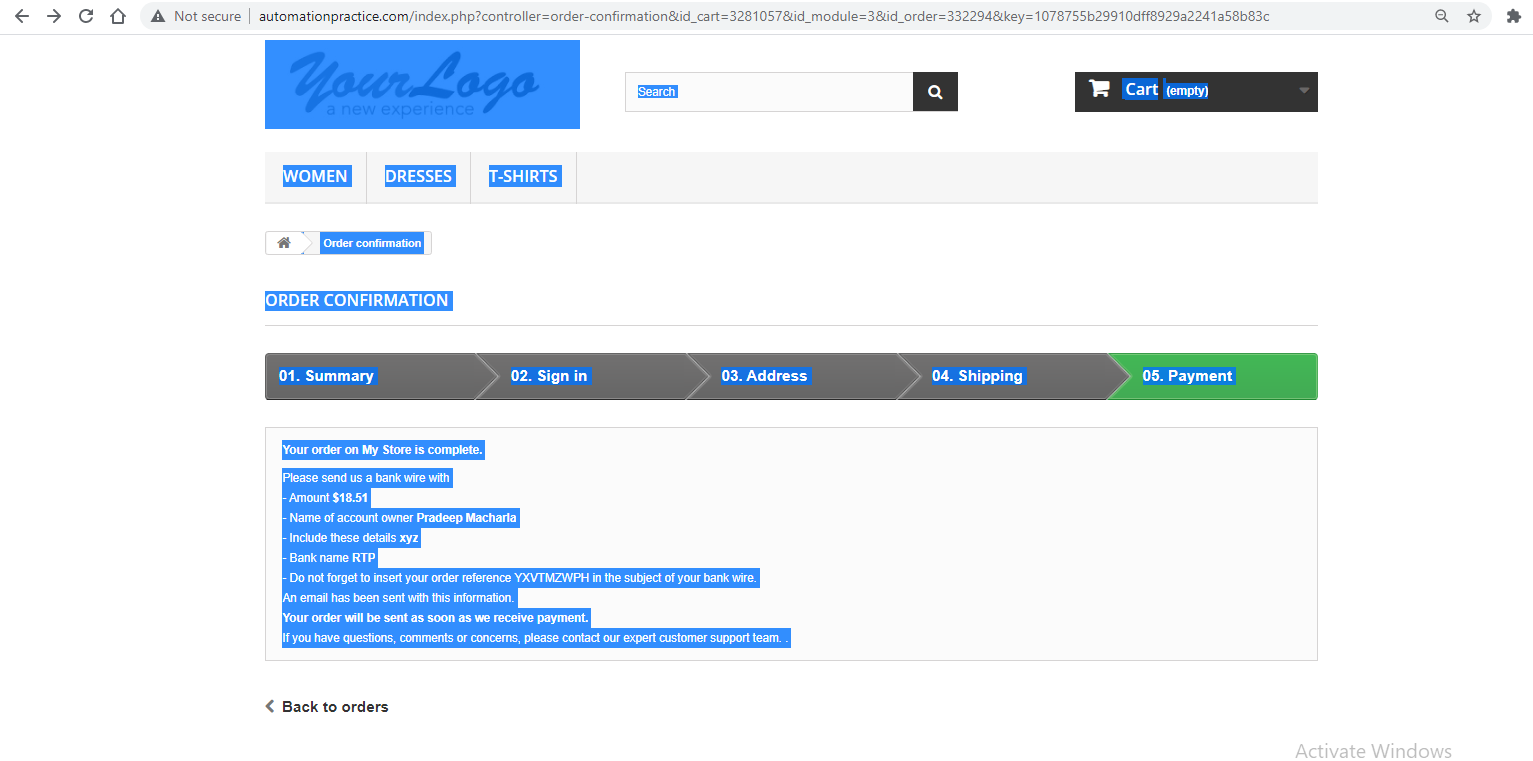 Not secure | automationpractice.com/index.php?controller=order-confirmation&id_cart=3281057&id_module=3&id_order=332294&key=1078755b29910dff8929a2241a58b83c
YourLogo
a new experience
Search
Cart (empty)
WOMEN DRESSES T-SHIRTS
Order confirmation
ORDER CONFIRMATION
01. Summary 02. Sign in 03. Address 04. Shipping 05. Payment
Your order on My Store is complete.
Please send us a bank wire with
- Amount $18.51
- Name of account owner Pradeep Macharla
- Include these details xyz
- Bank name RTP
- Do not forget to insert your order reference YXVTMZWPH in the subject of your bank wire.
An email has been sent with this information.
Your order will be sent as soon as we receive payment.
If you have questions, comments or concerns, please contact our expert customer support team. .
Back to orders
Activate Windows